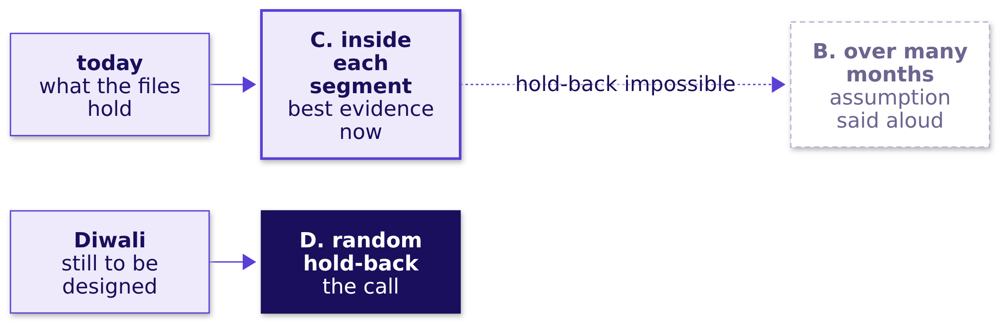 today
what the files
hold
C. inside
each
segment
best evidence
now
hold-back impossible
B. over many
months
assumption
said aloud
Diwali
still to be
designed
D. random
hold-back
the call